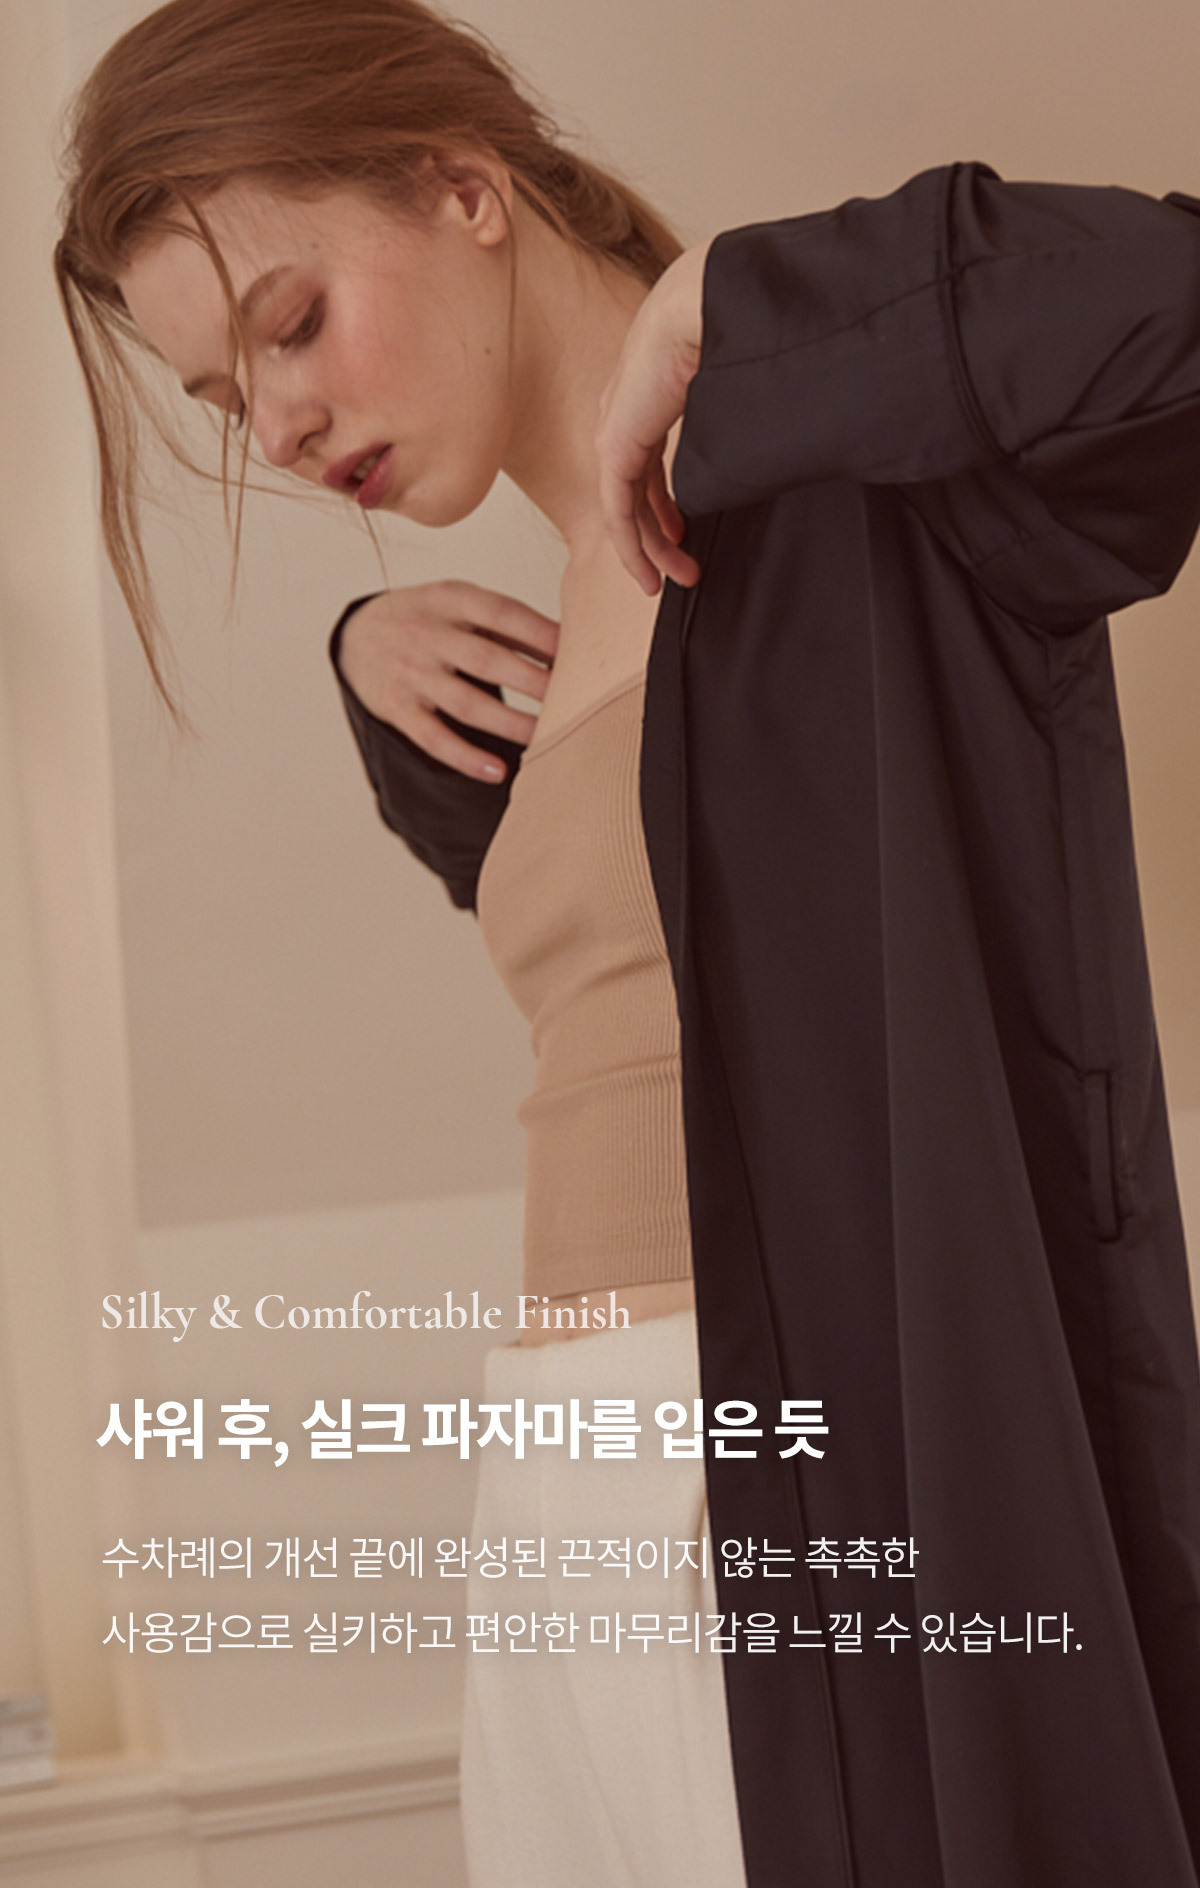 Silky & Comfortable Finish
샤워 후, 실크 파자마를 입은 듯
수차례의 개선 끝에 완성된 끈적이지 않는 촉촉한
사용감으로 실키하고 편안한 마무리감을 느낄 수 있습니다.